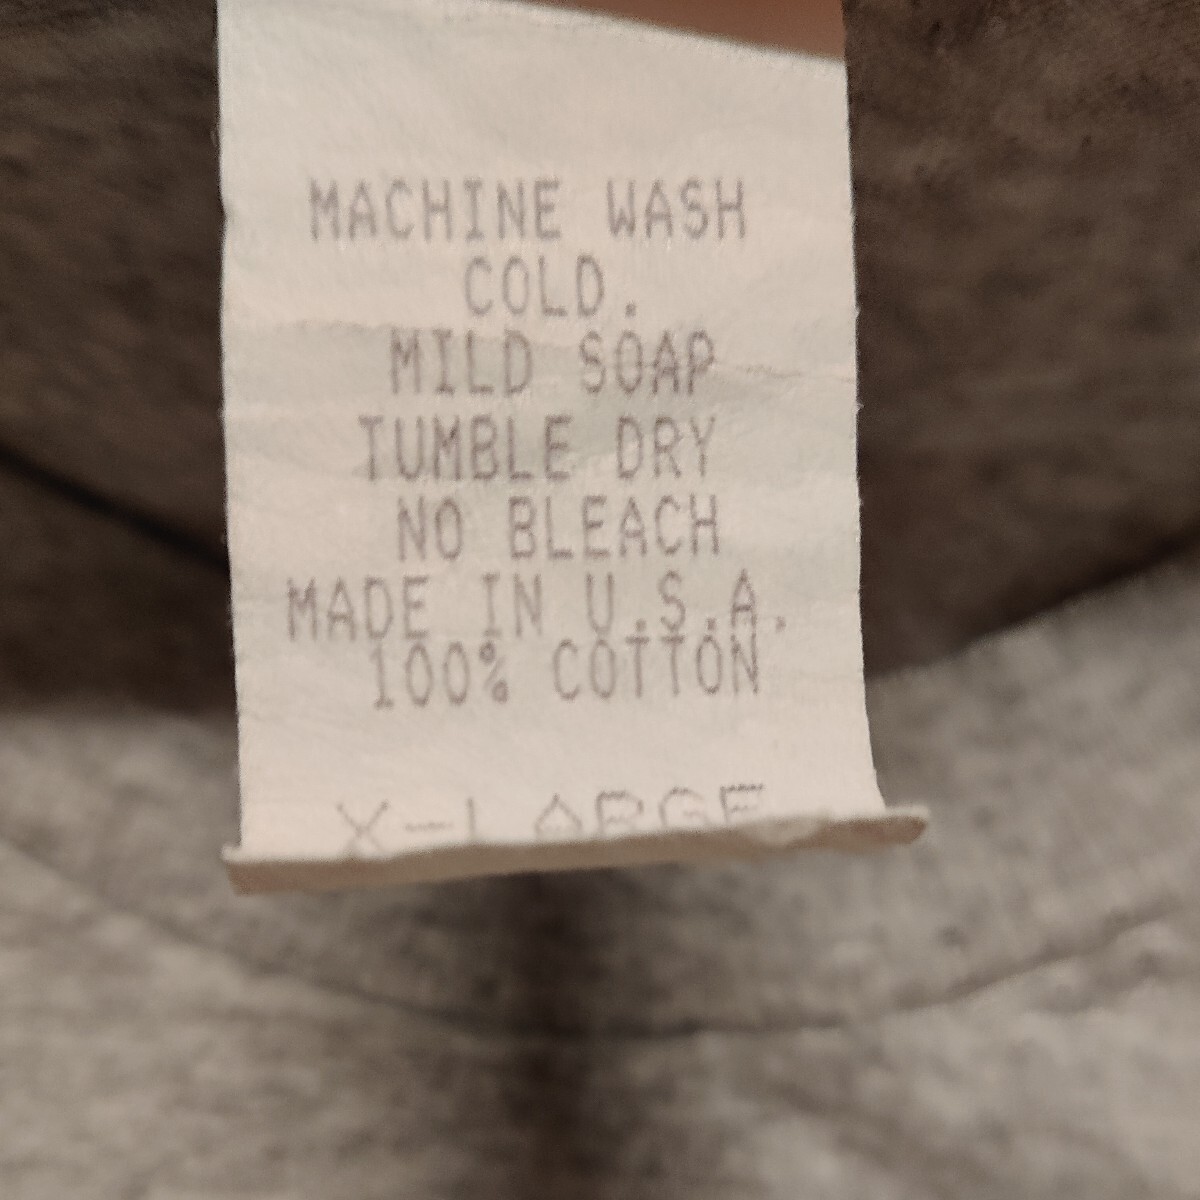 MACHINE WASH
COLD.
MILD SOAP
TUMBLE DRY
NO BLEACH
MADE IN U.S.A.
100% COTTON
X-LARGE